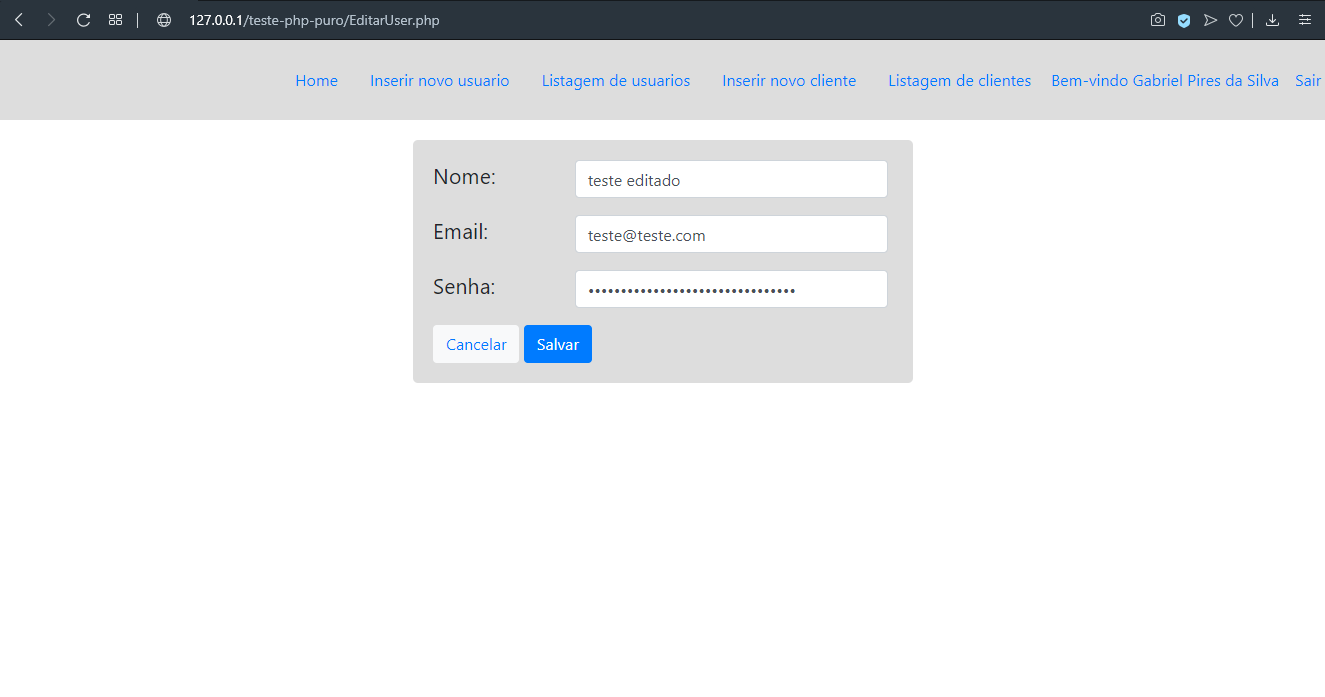 127.0.0.1/teste-php-puro/EditarUser.php
Home Inserir novo usuario Listagem de usuarios Inserir novo cliente Listagem de clientes Bem-vindo Gabriel Pires da Silva Sair
Nome: teste editado
Email: teste@teste.com
Senha: ••••••••••••••••••••••••••••••••
Cancelar Salvar